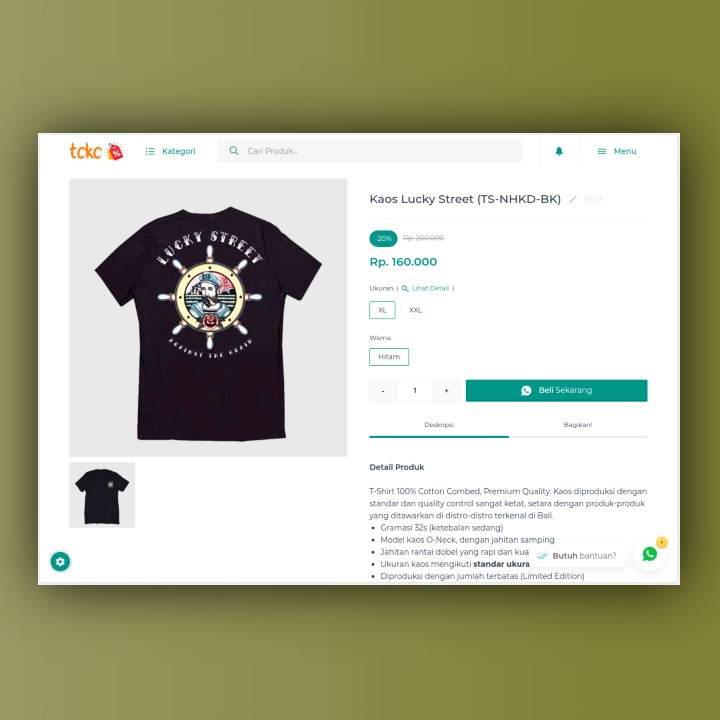 tckc %
Kategori
Cari Produk...
Menu
LUCKY STREET
AGAINST THE GRAIN
Kaos Lucky Street (TS-NHKD-BK)
Edit
-20% Rp. 200.000
Rp. 160.000
Ukuran. ( Lihat Detail )
XL XXL
Warna.
Hitam
- 1 + Beli Sekarang
Deskripsi Bagikan!
Detail Produk
T-Shirt 100% Cotton Combed, Premium Quality. Kaos diproduksi dengan
standar dan quality control sangat ketat, setara dengan produk-produk
yang ditawarkan di distro-distro terkenal di Bali.
• Gramasi 32s (ketebalan sedang)
• Model kaos O-Neck, dengan jahitan samping
• Jahitan rantai dobel yang rapi dan kua
• Ukuran kaos mengikuti standar ukura
• Diproduksi dengan jumlah terbatas (Limited Edition)
Butuh bantuan?
1